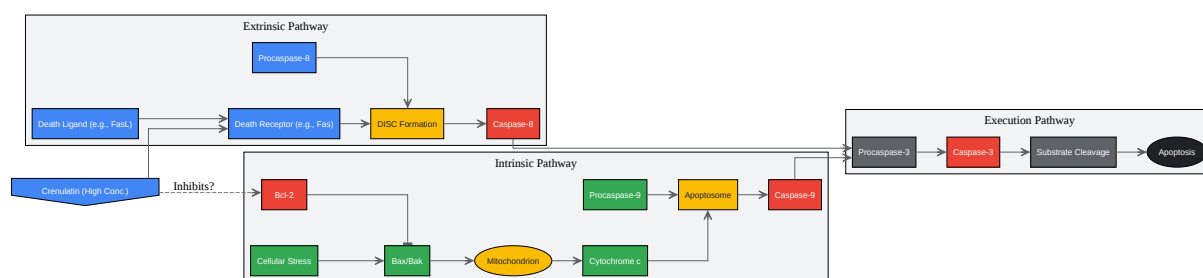 Extrinsic Pathway
Procaspase-8
Death Ligand (e.g., FasL)
Death Receptor (e.g., Fas)
DISC Formation
Caspase-8
Execution Pathway
Procaspase-3
Caspase-3
Substrate Cleavage
Apoptosis
Intrinsic Pathway
Crenulatin (High Conc.)
Inhibits?
Bcl-2
Procaspase-9
Apoptosome
Caspase-9
Cellular Stress
Bax/Bak
Mitochondrion
Cytochrome c